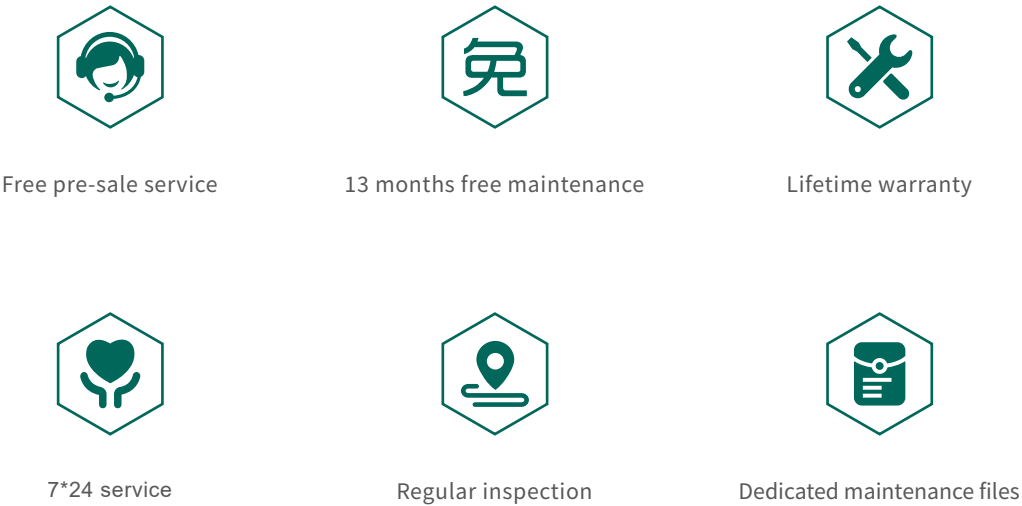 免
Free pre-sale service
13 months free maintenance
Lifetime warranty
7*24 service
Regular inspection
Dedicated maintenance files